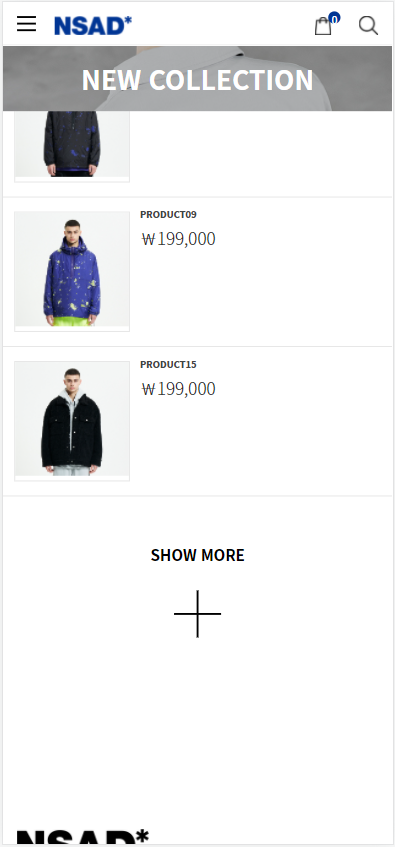 NSAD*
0
NEW COLLECTION
PRODUCT09
₩199,000
PRODUCT15
₩199,000
SHOW MORE
NSAD*